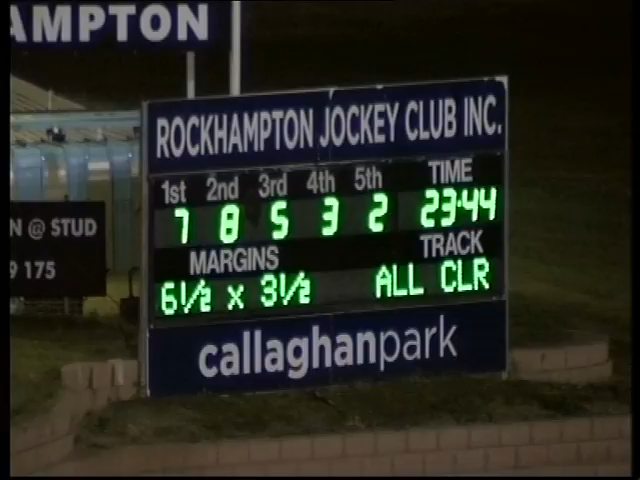 AMPTON
ROCKHAMPTON JOCKEY CLUB INC.
1st 2nd 3rd 4th 5th TIME
7 8 5 3 2 23·44
MARGINS TRACK
6½ x 3½ ALL CLR
callaghanpark
N @ STUD
9 175